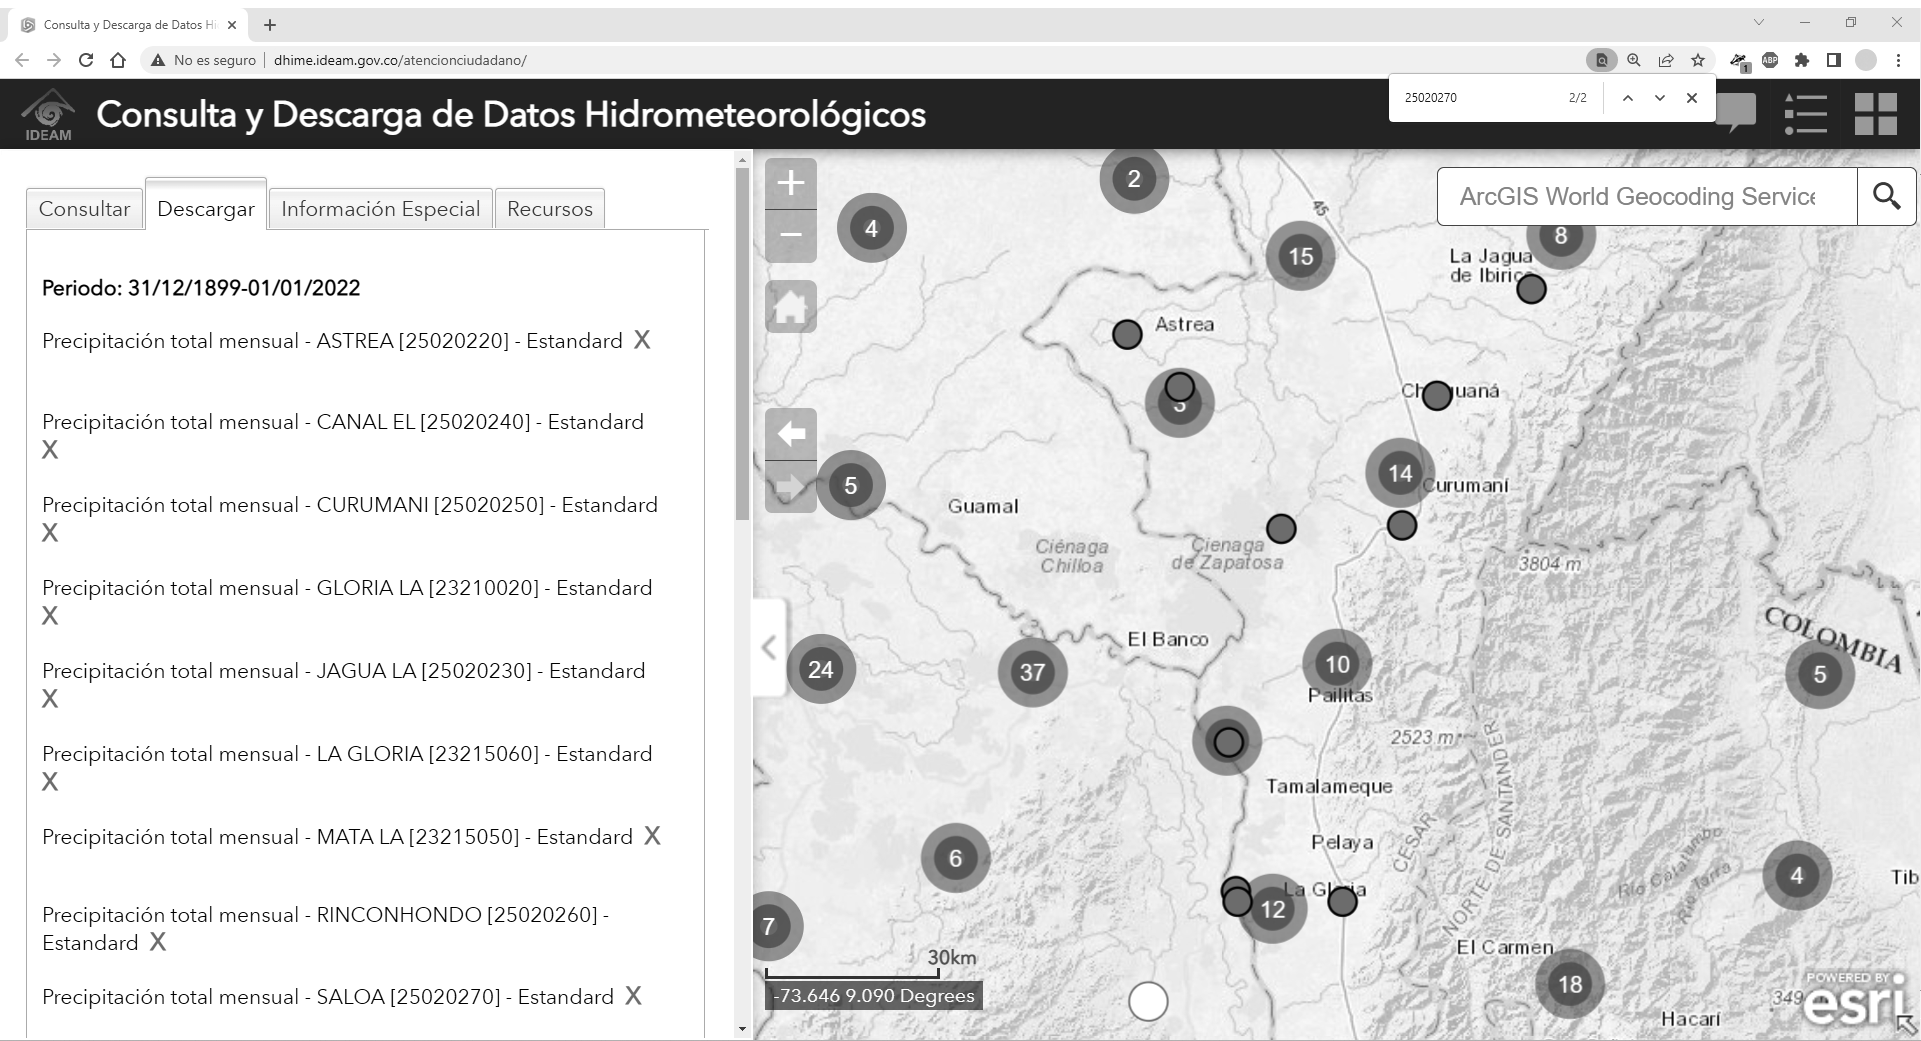 Consulta y Descarga de Datos Hi
No es seguro
dhime.ideam.gov.co/atencionciudadano/
ABP
1
25020270
2/2
IDEAM
Consulta y Descarga de Datos Hidrometeorológicos
Consultar
Descargar
Información Especial
Recursos
Periodo: 31/12/1899-01/01/2022
Precipitación total mensual - ASTREA [25020220] - Estandard X
Precipitación total mensual - CANAL EL [25020240] - Estandard
X
Precipitación total mensual - CURUMANI [25020250] - Estandard
X
Precipitación total mensual - GLORIA LA [23210020] - Estandard
X
Precipitación total mensual - JAGUA LA [25020230] - Estandard
X
Precipitación total mensual - LA GLORIA [23215060] - Estandard
X
Precipitación total mensual - MATA LA [23215050] - Estandard X
Precipitación total mensual - RINCONHONDO [25020260] -
Estandard X
Precipitación total mensual - SALOA [25020270] - Estandard X
ArcGIS World Geocoding Service
2
4
45
15
8
La Jagua
de Ibirico
Astrea
3
Ch guaná
14
Curumaní
5
Guamal
Ciénaga
Chilloa
Cienaga
de Zapatosa
3804 m
COLOMBIA
El Banco
24
37
10
5
Pailitas
2523 m
NORTE DE SANTANDER
CESAR
Tamalameque
Pelaya
6
Río Catatumbo
Río Tarra
4
Tib
La Gloria
12
7
El Carmen
30km
-73.646 9.090 Degrees
18
349
Hacarí
POWERED BY
esri